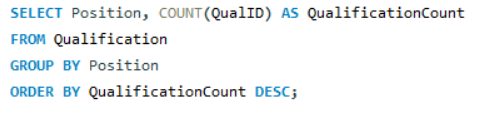 SELECT Position, COUNT(QualID) AS QualificationCount
FROM Qualification
GROUP BY Position
ORDER BY QualificationCount DESC;